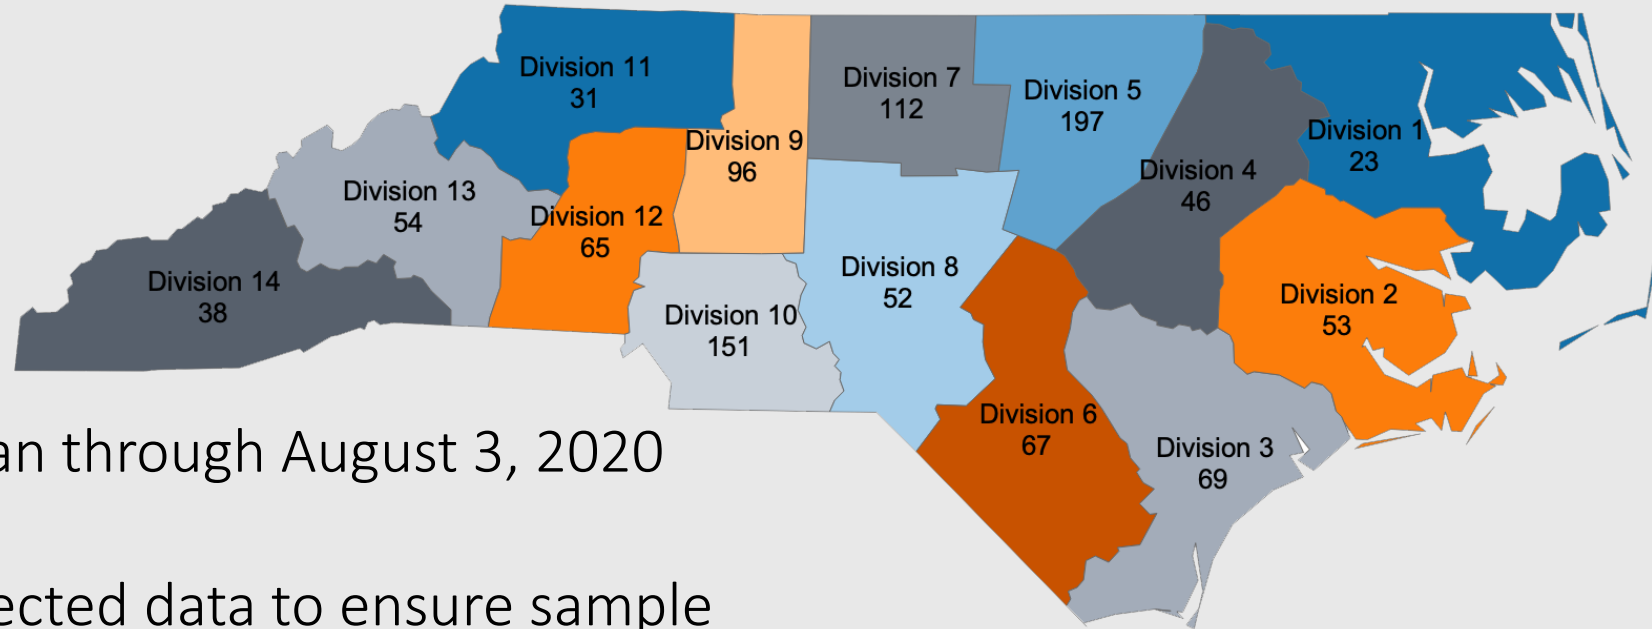 Division 11
31
Division 7
112
Division 5
197
Division 1
23
Division 9
96
Division 4
46
Division 13
54
Division 12
65
Division 8
52
Division 14
38
Division 2
53
Division 10
151
Division 6
67
Division 3
69
an through August 3, 2020
ected data to ensure sample